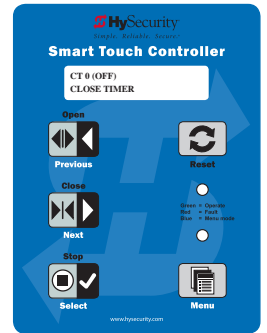 HySecurity
Simple. Reliable. Secure.
Smart Touch Controller
CT 0 (OFF)
CLOSE TIMER
Open
Previous
Reset
Close
Next
Green = Operate
Red = Fault
Blue = Menu mode
Stop
Select
Menu
www.hysecurity.com